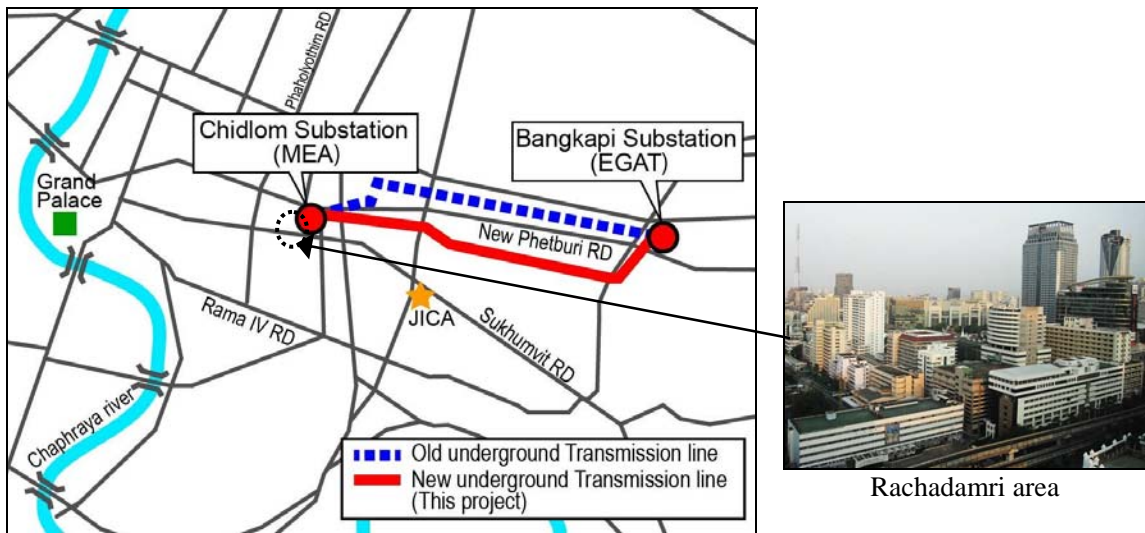 Phaholyothim RD
Chidlom Substation
(MEA)
Bangkapi Substation
(EGAT)
Grand
Palace
New Phetburi RD
Rama IV RD
JICA
Sukhumvit RD
Chaphraya river
Old underground Transmission line
New underground Transmission line
(This project)
Rachadamri area